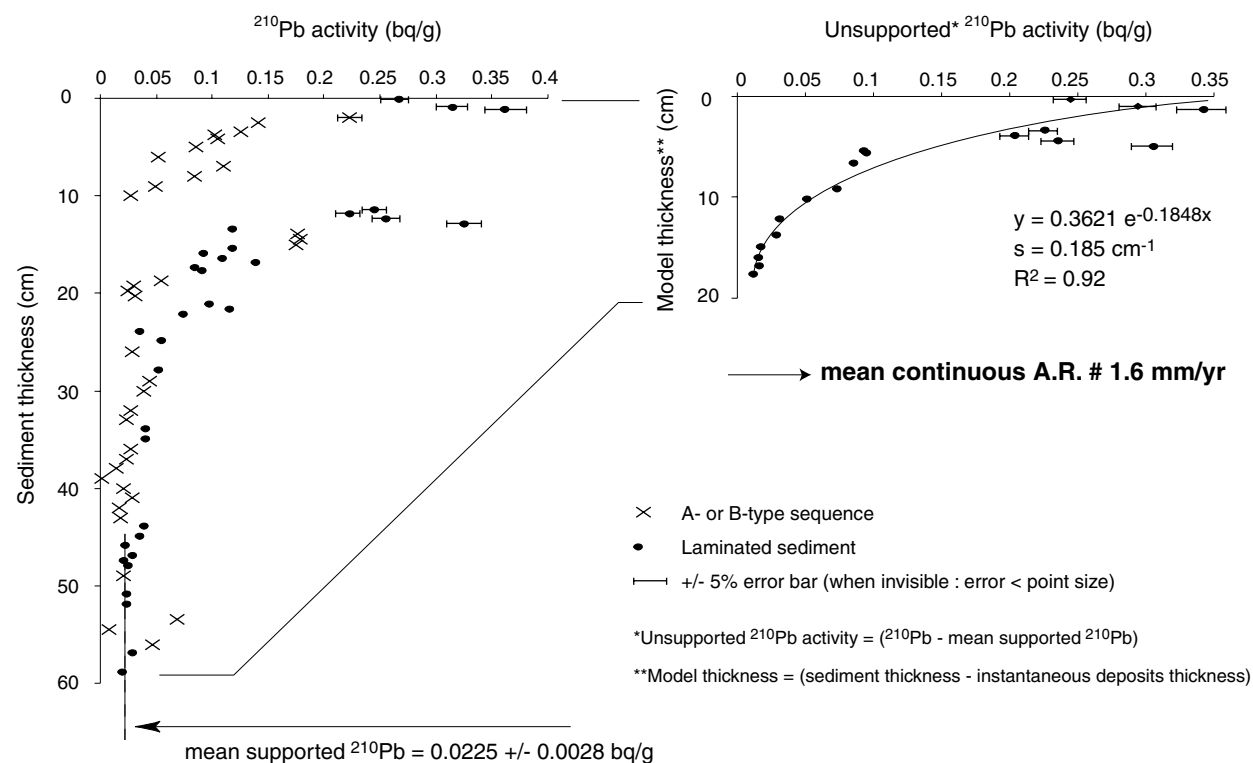 ²¹⁰Pb activity (bq/g)
0 0.05 0.1 0.15 0.2 0.25 0.3 0.35 0.4
0
10
20
30
40
50
60
Sediment thickness (cm)
mean supported ²¹⁰Pb = 0.0225 +/- 0.0028 bq/g
Unsupported* ²¹⁰Pb activity (bq/g)
0 0.05 0.1 0.2 0.25 0.3 0.35
0
10
20
Model thickness** (cm)
y = 0.3621 e^-0.1848x
s = 0.185 cm⁻¹
R² = 0.92
mean continuous A.R. # 1.6 mm/yr
A- or B-type sequence
Laminated sediment
+/- 5% error bar (when invisible : error < point size)
*Unsupported ²¹⁰Pb activity = (²¹⁰Pb - mean supported ²¹⁰Pb)
**Model thickness = (sediment thickness - instantaneous deposits thickness)